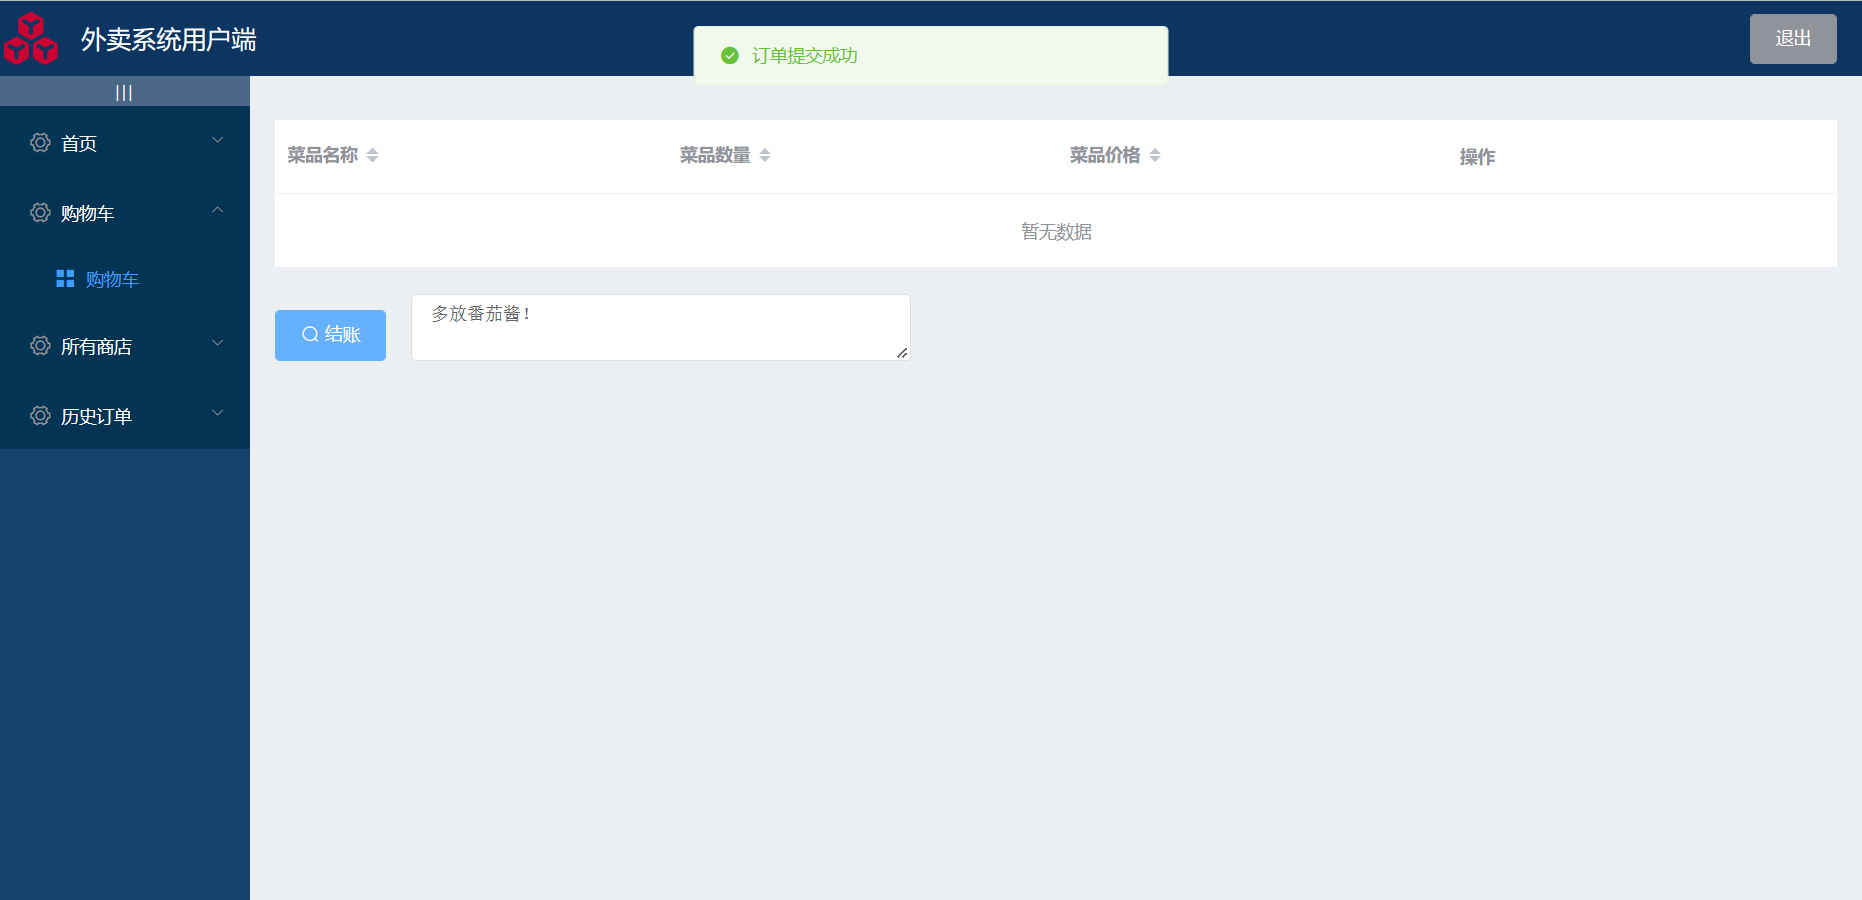 外卖系统用户端
订单提交成功
退出
|||
首页
购物车
购物车
所有商店
历史订单
菜品名称 菜品数量 菜品价格 操作
暂无数据
结账
多放番茄酱！